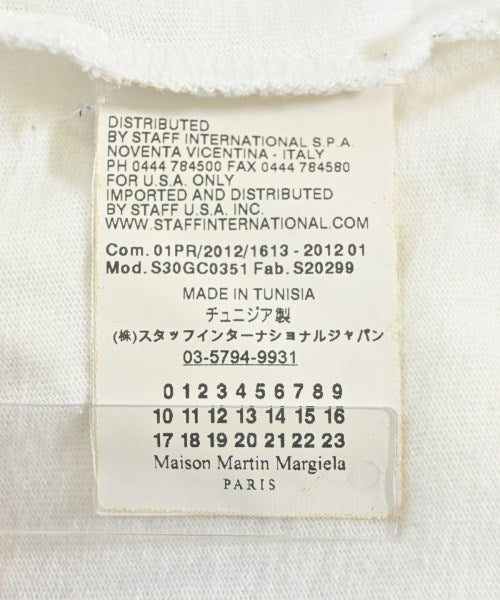 DISTRIBUTED
BY STAFF INTERNATIONAL S.P.A.
NOVENTA VICENTINA - ITALY
PH 0444 784500 FAX 0444 784580
FOR U.S.A. ONLY
IMPORTED AND DISTRIBUTED
BY STAFF U.S.A. INC.
WWW.STAFFINTERNATIONAL.COM
Com. 01PR/2012/1613 - 2012 01
Mod. S30GC0351 Fab. S20299
MADE IN TUNISIA
チュニジア製
(株)スタッフインターナショナルジャパン
03-5794-9931
0 1 2 3 4 5 6 7 8 9
10 11 12 13 14 15 16
17 18 19 20 21 22 23
Maison Martin Margiela
PARIS